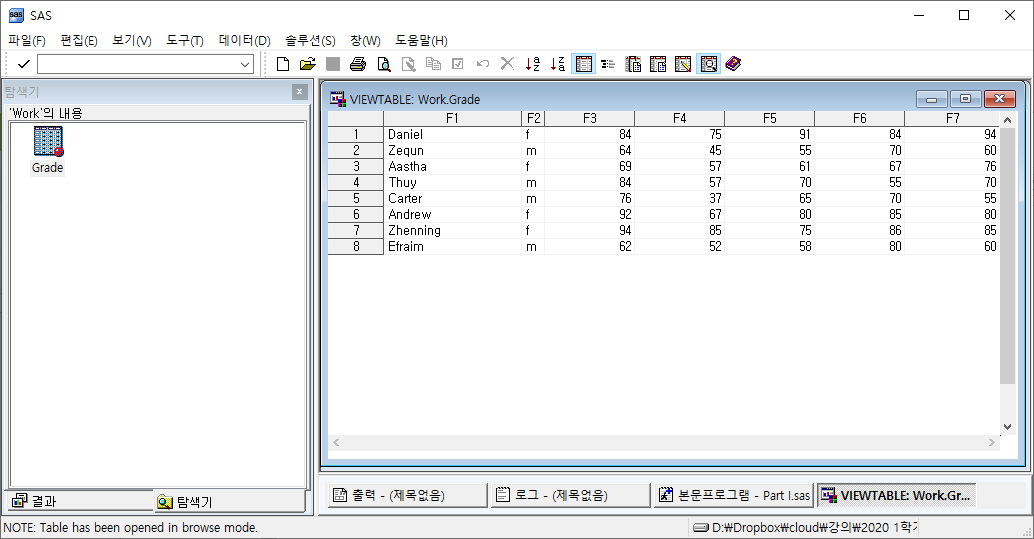 SAS
파일(F) 편집(E) 보기(V) 도구(T) 데이터(D) 솔루션(S) 창(W) 도움말(H)
탐색기
'Work'의 내용
Grade
VIEWTABLE: Work.Grade
F1 F2 F3 F4 F5 F6 F7
1 Daniel f 84 75 91 84 94
2 Zequn m 64 45 55 70 60
3 Aastha f 69 57 61 67 76
4 Thuy m 84 57 70 55 70
5 Carter m 76 37 65 70 55
6 Andrew f 92 67 80 85 80
7 Zhenning f 94 85 75 86 85
8 Efraim m 62 52 58 80 60
결과 탐색기
출력 - (제목없음) 로그 - (제목없음) 본문프로그램 - Part I.sas VIEWTABLE: Work.Gr...
NOTE: Table has been opened in browse mode. D:₩Dropbox₩cloud₩강의₩2020 1학기